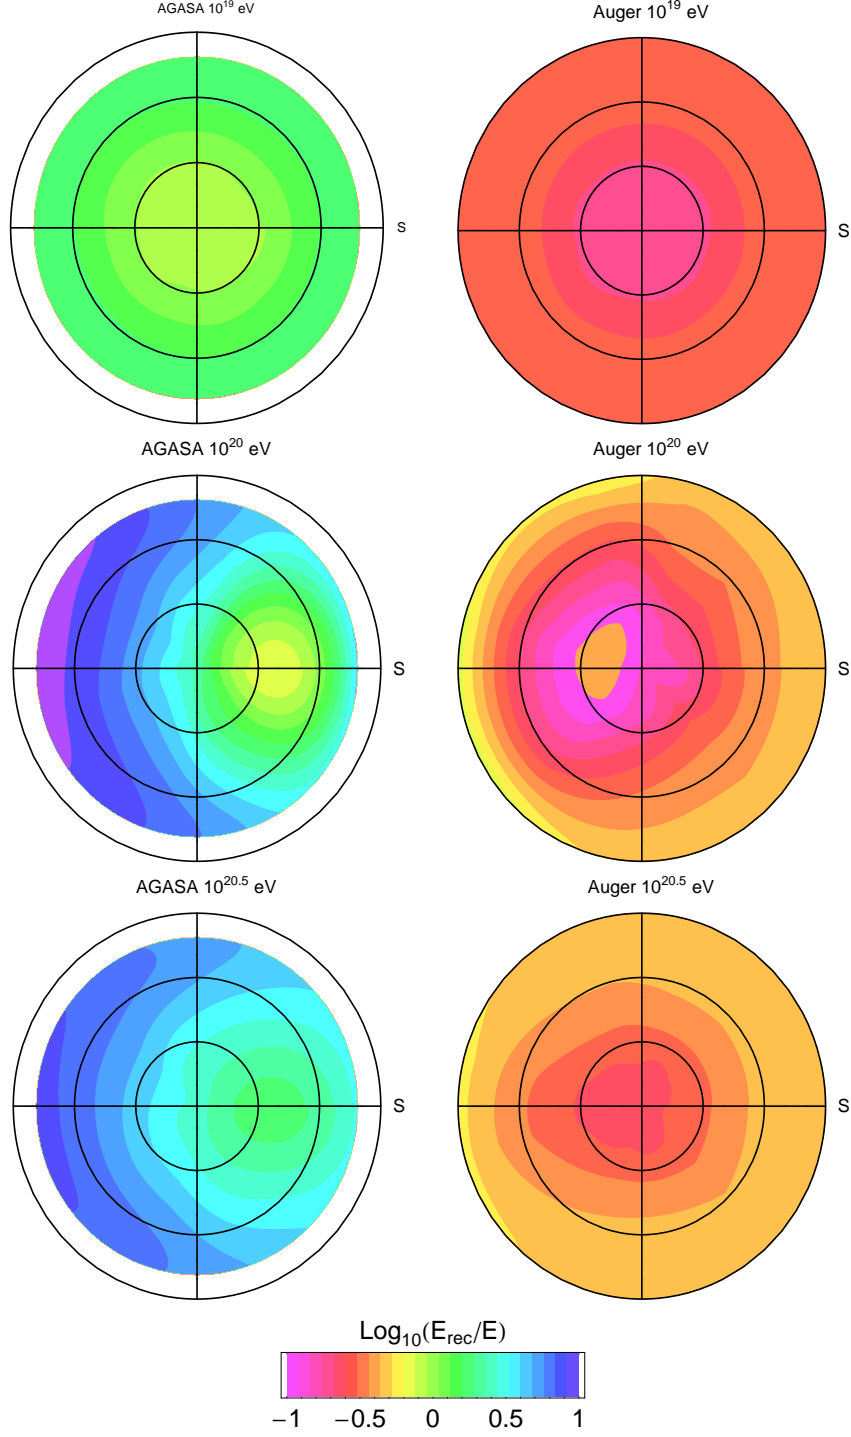 AGASA 10^19 eV
Auger 10^19 eV
S
S
AGASA 10^20 eV
Auger 10^20 eV
S
S
AGASA 10^20.5 eV
Auger 10^20.5 eV
S
S
Log₁₀(E_rec/E)
−1 −0.5 0 0.5 1